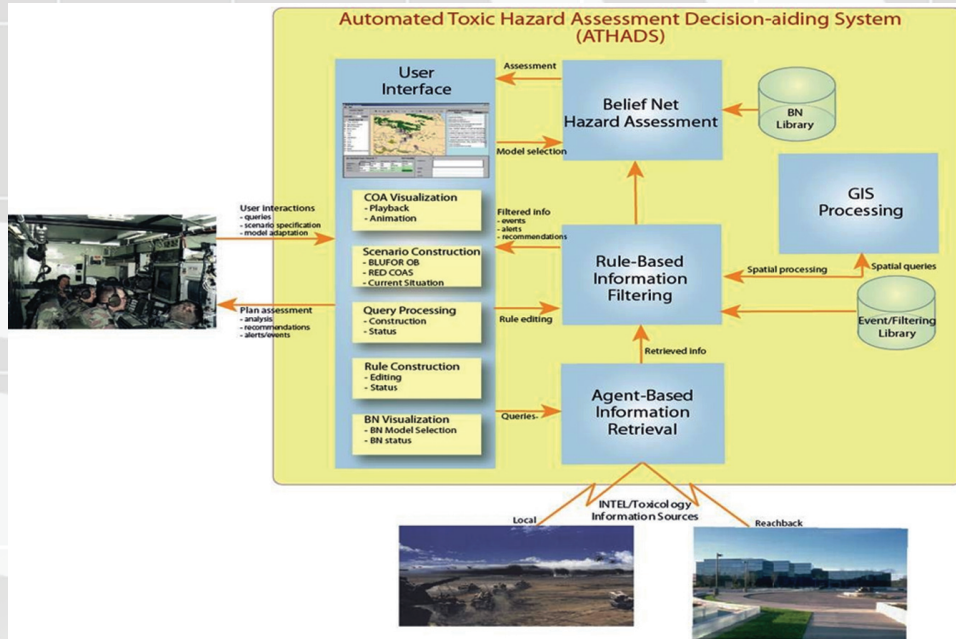 Automated Toxic Hazard Assessment Decision-aiding System
(ATHADS)
User
Interface
Assessment
Model selection
Belief Net
Hazard Assessment
BN
Library
GIS
Processing
User interactions
- queries
- scenario specification
- model adaptation
COA Visualization
- Playback
- Animation
Scenario Construction
- BLUFOR OB
- RED COAS
- Current Situation
Filtered info
- events
- alerts
- recommendations
Rule-Based
Information
Filtering
Spatial processing
Spatial queries
Event/Filtering
Library
Plan assessment
- analysis
- recommendations
- alerts/events
Query Processing
- Construction
- Status
Rule editing
Retrieved info
Rule Construction
- Editing
- Status
Agent-Based
Information
Retrieval
BN Visualization
- BN Model Selection
- BN status
Queries-
INTEL/Toxicology
Information Sources
Local
Reachback